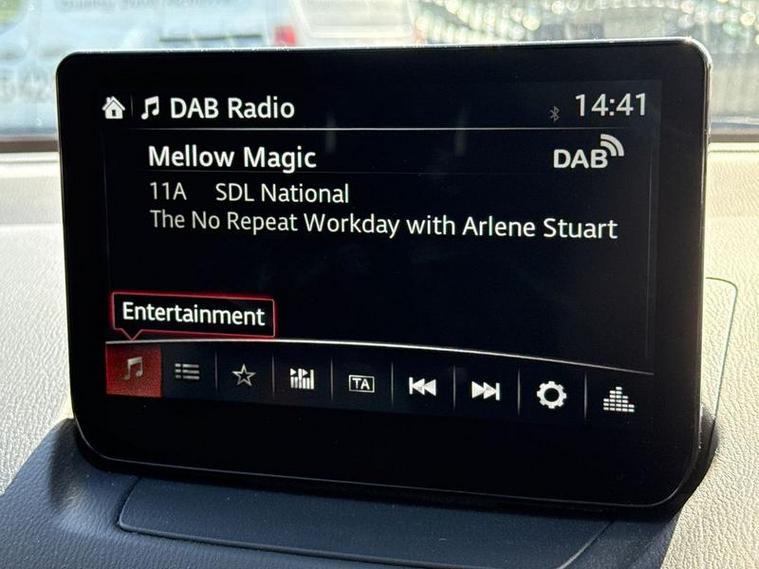 DAB Radio
14:41
Mellow Magic
DAB
11A SDL National
The No Repeat Workday with Arlene Stuart
Entertainment
TA